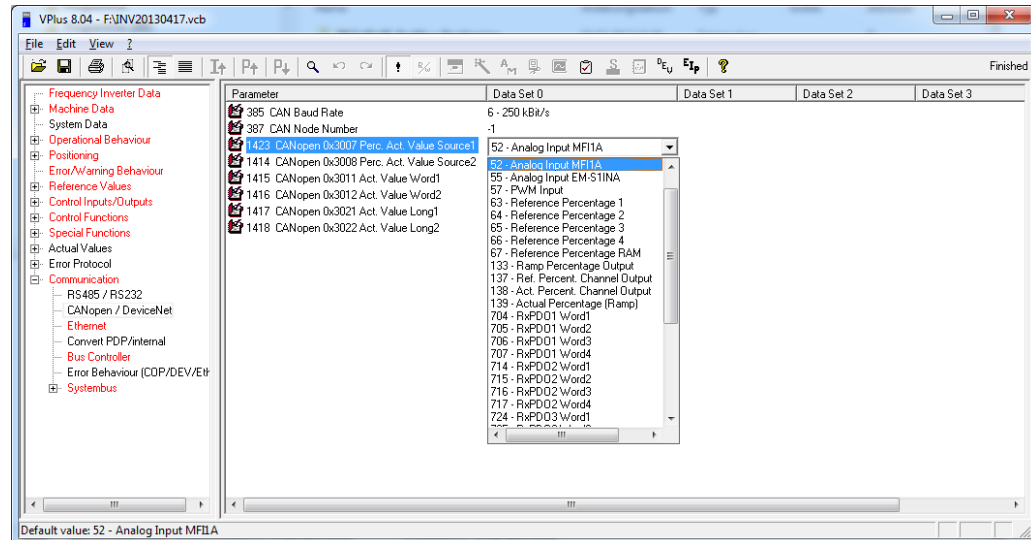 VPlus 8.04 - F:\INV20130417.vcb
File Edit View ?
Finished
Frequency Inverter Data
Machine Data
System Data
Operational Behaviour
Positioning
Error/Warning Behaviour
Reference Values
Control Inputs/Outputs
Control Functions
Special Functions
Actual Values
Error Protocol
Communication
RS485 / RS232
CANopen / DeviceNet
Ethernet
Convert PDP/internal
Bus Controller
Error Behaviour (COP/DEV/Eth
Systembus
Parameter Data Set 0 Data Set 1 Data Set 2 Data Set 3
385 CAN Baud Rate 6 - 250 kBit/s
387 CAN Node Number -1
1423 CANopen 0x3007 Perc. Act. Value Source1 52 - Analog Input MFI1A
1414 CANopen 0x3008 Perc. Act. Value Source2
1415 CANopen 0x3011 Act. Value Word1
1416 CANopen 0x3012 Act. Value Word2
1417 CANopen 0x3021 Act. Value Long1
1418 CANopen 0x3022 Act. Value Long2
52 - Analog Input MFI1A
55 - Analog Input EM-S1INA
57 - PWM Input
63 - Reference Percentage 1
64 - Reference Percentage 2
65 - Reference Percentage 3
66 - Reference Percentage 4
67 - Reference Percentage RAM
133 - Ramp Percentage Output
137 - Ref. Percent. Channel Output
138 - Act. Percent. Channel Output
139 - Actual Percentage (Ramp)
704 - RxPDO1 Word1
705 - RxPDO1 Word2
706 - RxPDO1 Word3
707 - RxPDO1 Word4
714 - RxPDO2 Word1
715 - RxPDO2 Word2
716 - RxPDO2 Word3
717 - RxPDO2 Word4
724 - RxPDO3 Word1
Default value: 52 - Analog Input MFI1A